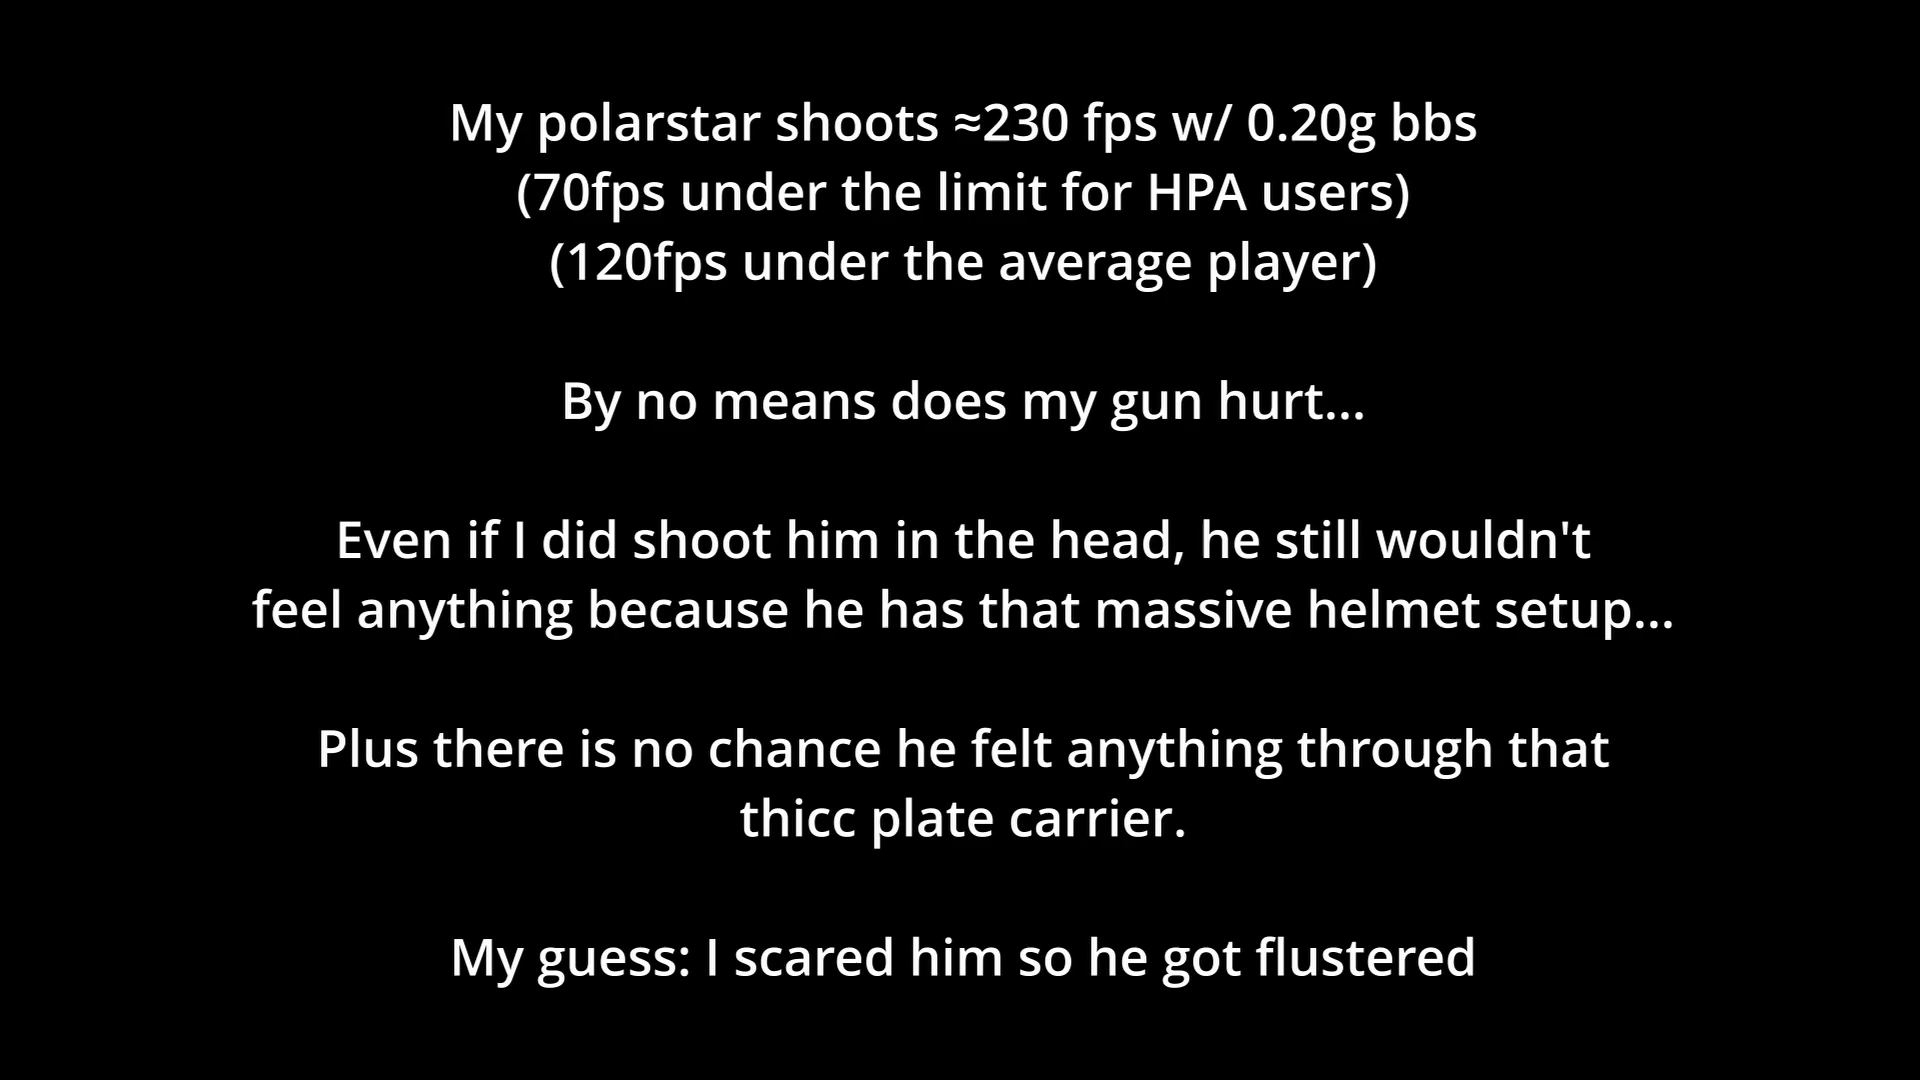 My polarstar shoots ≈230 fps w/ 0.20g bbs
(70fps under the limit for HPA users)
(120fps under the average player)
By no means does my gun hurt...
Even if I did shoot him in the head, he still wouldn't
feel anything because he has that massive helmet setup...
Plus there is no chance he felt anything through that
thicc plate carrier.
My guess: I scared him so he got flustered